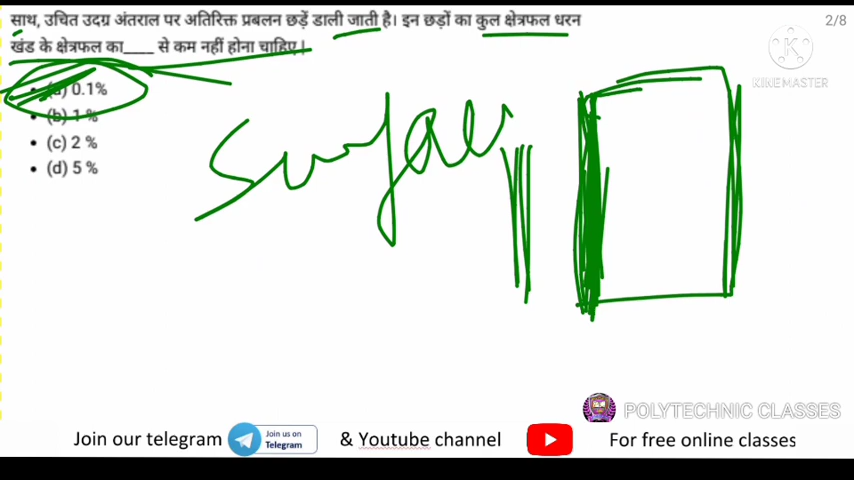 साथ, उचित उदग्र अंतराल पर अतिरिक्त प्रबलन छड़ें डाली जाती है। इन छड़ों का कुल क्षेत्रफल धरन
2/8
खंड के क्षेत्रफल का____ से कम नहीं होना चाहिए।
KINEMASTER
• (a) 0.1%
• (b) 1 %
• (c) 2 %
• (d) 5 %
POLYTECHNIC CLASSES
Join our telegram Join us on Telegram & Youtube channel For free online classes